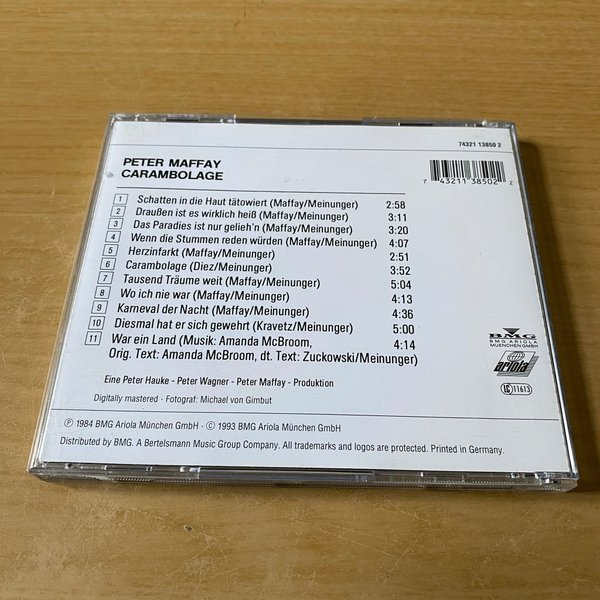 74321 13850 2
PETER MAFFAY
CARAMBOLAGE
7 43211 38502 2
1 Schatten in die Haut tätowiert (Maffay/Meinunger) 2:58
2 Draußen ist es wirklich heiß (Maffay/Meinunger) 3:11
3 Das Paradies ist nur gelieh'n (Maffay/Meinunger) 3:20
4 Wenn die Stummen reden würden (Maffay/Meinunger) 4:07
5 Herzinfarkt (Maffay/Meinunger) 2:51
6 Carambolage (Diez/Meinunger) 3:52
7 Tausend Träume weit (Maffay/Meinunger) 5:04
8 Wo ich nie war (Maffay/Meinunger) 4:13
9 Karneval der Nacht (Maffay/Meinunger) 4:36
10 Diesmal hat er sich gewehrt (Kravetz/Meinunger) 5:00
11 War ein Land (Musik: Amanda McBroom, 4:14
Orig. Text: Amanda McBroom, dt. Text: Zuckowski/Meinunger)
BMG
BMG ARIOLA
MUENCHEN GMBH
ariola
LC 11613
Eine Peter Hauke - Peter Wagner - Peter Maffay - Produktion
Digitally mastered · Fotograf: Michael von Gimbut
Ⓟ 1984 BMG Ariola München GmbH · © 1993 BMG Ariola München GmbH
Distributed by BMG. A Bertelsmann Music Group Company. All trademarks and logos are protected. Printed in Germany.